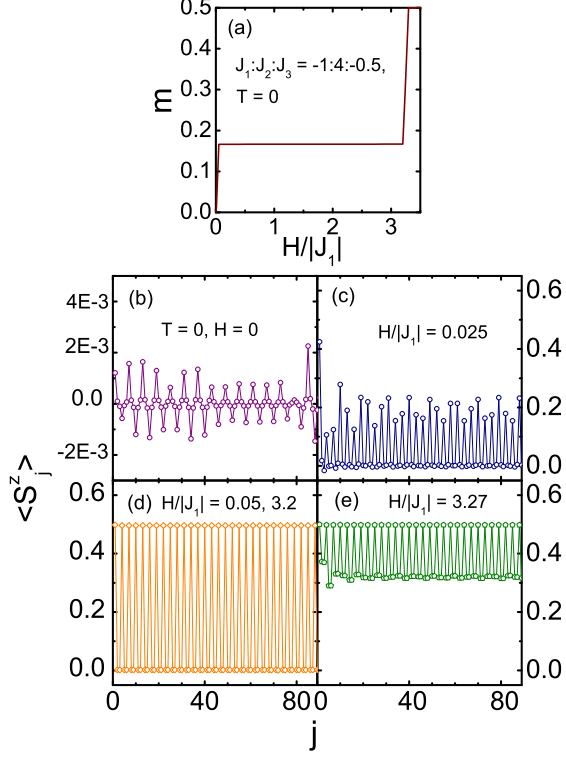 0.5
(a)
0.4
J₁:J₂:J₃ = -1:4:-0.5,
0.3
T = 0
m
0.2
0.1
0.0
0 1 2 3
H/|J₁|
(b)
4E-3
T = 0, H = 0
2E-3
0.0
-2E-3
(c)
0.6
H/|J₁| = 0.025
0.4
0.2
0.0
<Sᶻⱼ>
(d) H/|J₁| = 0.05, 3.2
0.6
0.4
0.2
0.0
0 40 80
(e) H/|J₁| = 3.27
0.6
0.4
0.2
0.0
0 40 80
j